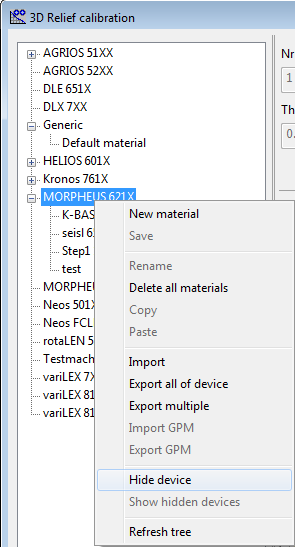 3D Relief calibration
AGRIOS 51XX
AGRIOS 52XX
DLE 651X
DLX 7XX
Generic
Default material
HELIOS 601X
Kronos 761X
MORPHEUS 621X
K-BAS
seisl 6
Step1
test
MORPHEU
Neos 501X
Neos FCL
rotaLEN 5
Testmach
variLEX 7X
variLEX 81
variLEX 81
Nr
1
Th
0.
New material
Save
Rename
Delete all materials
Copy
Paste
Import
Export all of device
Export multiple
Import GPM
Export GPM
Hide device
Show hidden devices
Refresh tree